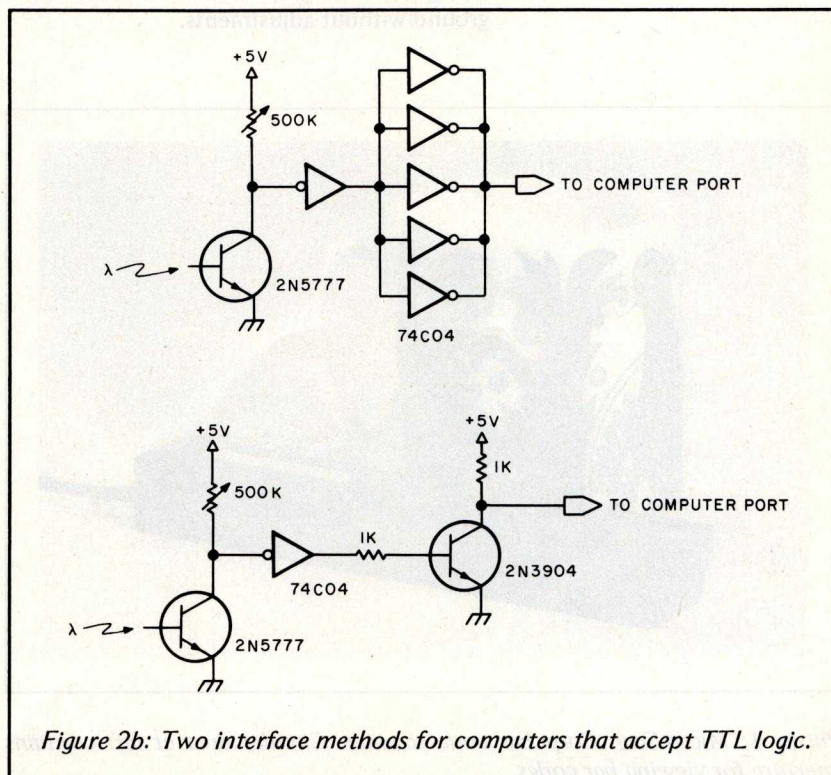 ground without adjustments.
+5V
500K
TO COMPUTER PORT
λ
2N5777
74C04
+5V
+5V
1K
500K
TO COMPUTER PORT
1K
74C04
2N3904
λ
2N5777
Figure 2b: Two interface methods for computers that accept TTL logic.